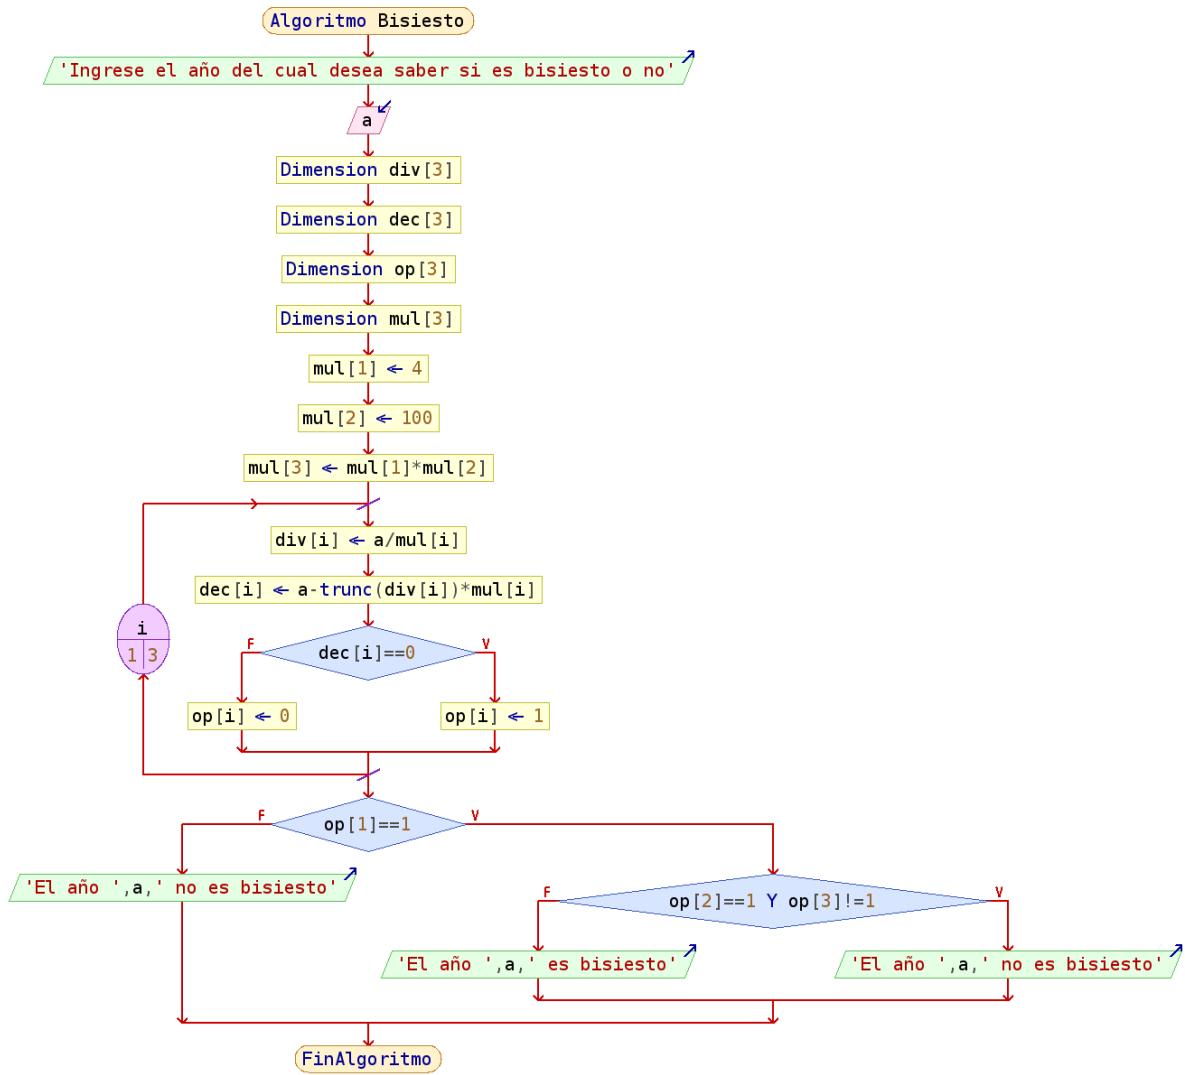 Algoritmo Bisiesto
'Ingrese el año del cual desea saber si es bisiesto o no'
a
Dimension div[3]
Dimension dec[3]
Dimension op[3]
Dimension mul[3]
mul[1] ← 4
mul[2] ← 100
mul[3] ← mul[1]*mul[2]
div[i] ← a/mul[i]
dec[i] ← a-trunc(div[i])*mul[i]
i
1 3
F
dec[i]==0
V
op[i] ← 0
op[i] ← 1
F
op[1]==1
V
'El año ',a,' no es bisiesto'
F
op[2]==1 Y op[3]!=1
V
'El año ',a,' es bisiesto'
'El año ',a,' no es bisiesto'
FinAlgoritmo